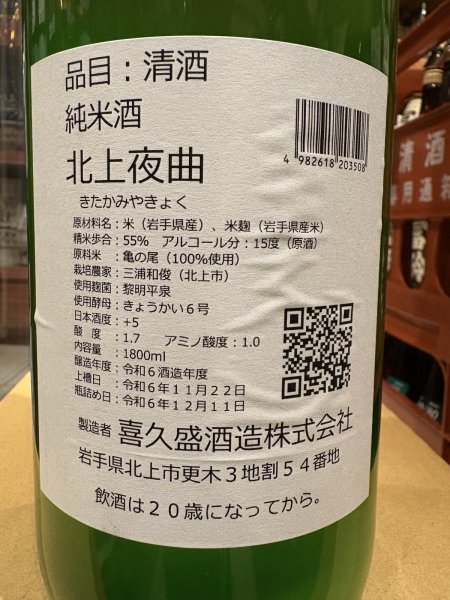 品目：清酒
純米酒
北上夜曲
きたかみやきょく
4 982618 203508
原材料名：米（岩手県産）、米麹（岩手県産米）
精米歩合：55%　アルコール分：15度（原酒）
原料米　：亀の尾（100%使用）
栽培農家：三浦和俊（北上市）
使用麹菌：黎明平泉
使用酵母：きょうかい６号
日本酒度：+5
酸　度　：1.7　　アミノ酸度：1.0
内容量　：1800ml
醸造年度：令和６酒造年度
上槽日　：令和６年１１月２２日
瓶詰め日：令和６年１２月１１日
製造者　喜久盛酒造株式会社
岩手県北上市更木３地割５４番地
飲酒は２０歳になってから。
清酒
用通箱